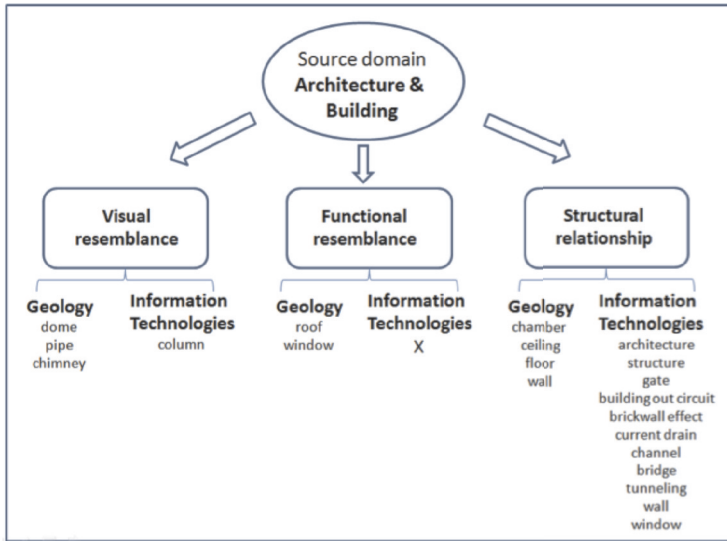 Source domain
Architecture &
Building
Visual
resemblance
Functional
resemblance
Structural
relationship
Geology
dome
pipe
chimney
Information
Technologies
column
Geology
roof
window
Information
Technologies
X
Geology
chamber
ceiling
floor
wall
Information
Technologies
architecture
structure
gate
building out circuit
brickwall effect
current drain
channel
bridge
tunneling
wall
window